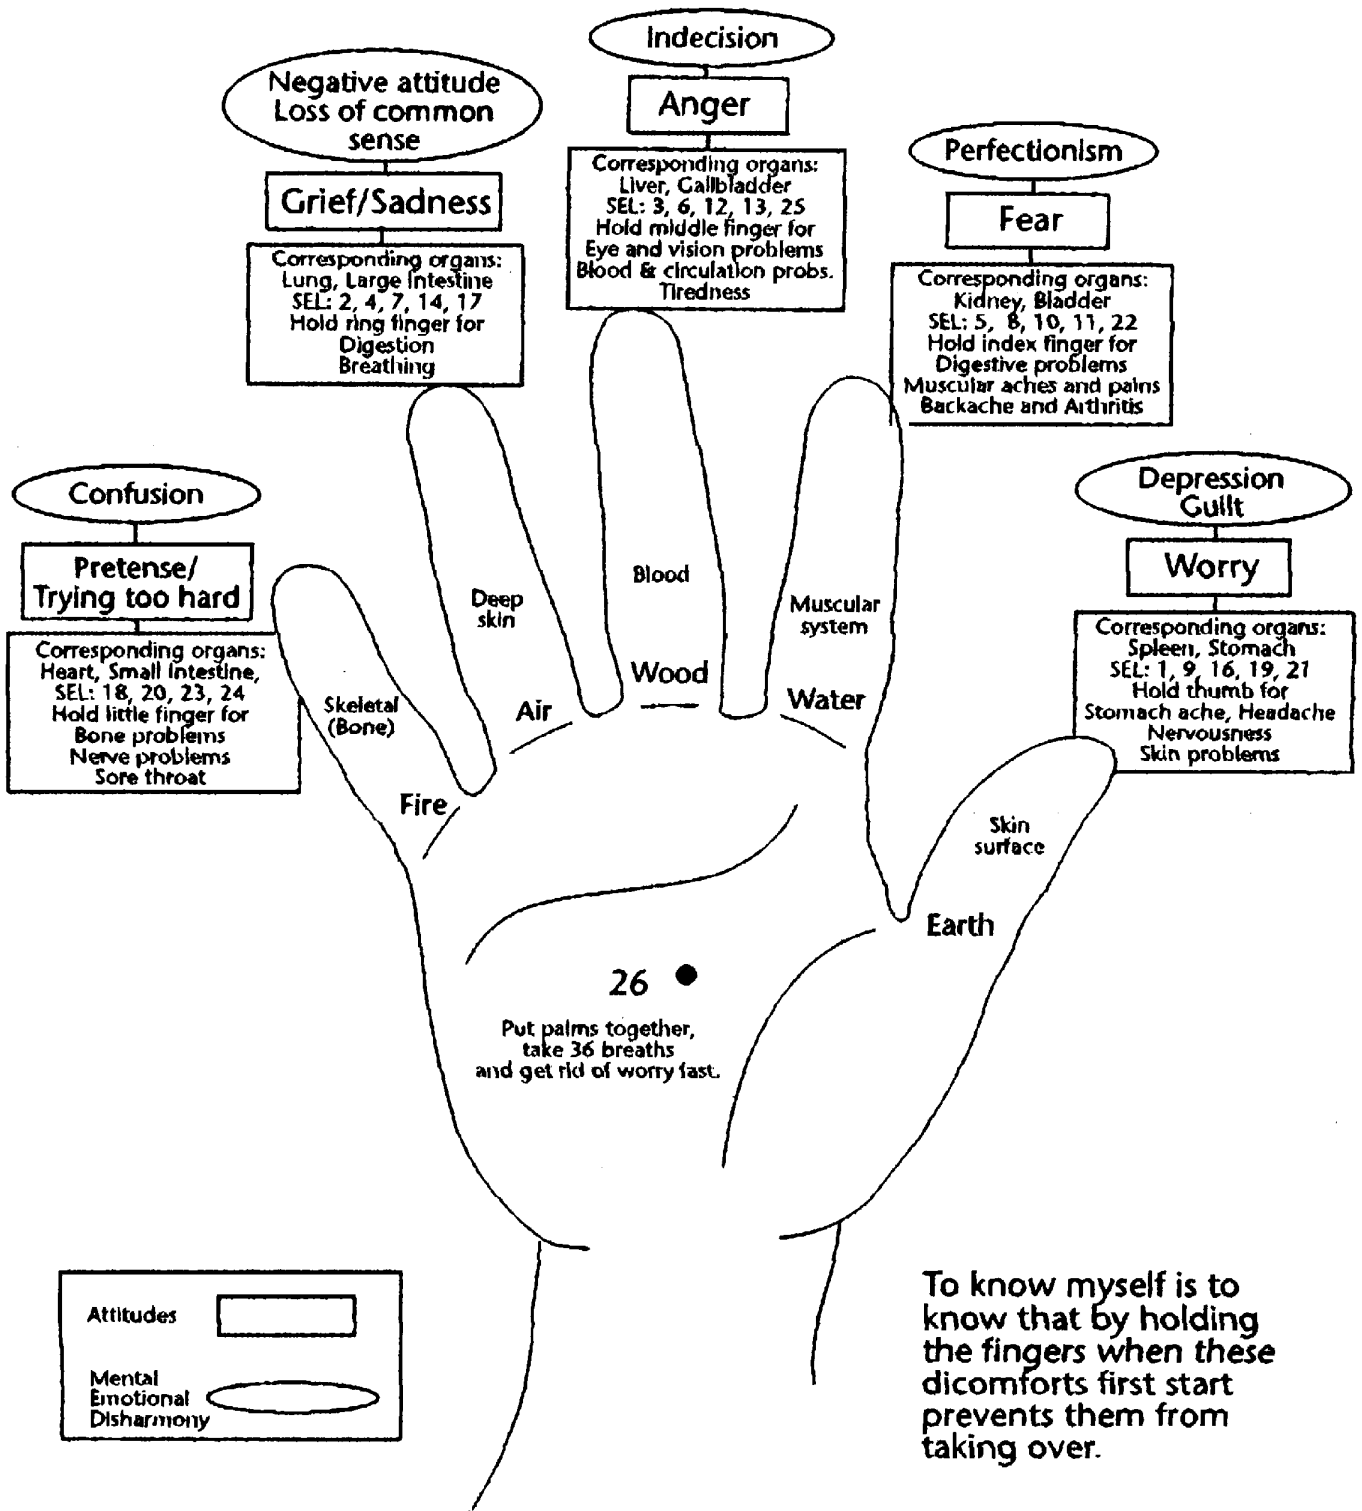 Indecision
Anger
Corresponding organs:
Liver, Gallbladder
SEL: 3, 6, 12, 13, 25
Hold middle finger for
Eye and vision problems
Blood & circulation probs.
Tiredness
Negative attitude
Loss of common
sense
Grief/Sadness
Corresponding organs:
Lung, Large Intestine
SEL: 2, 4, 7, 14, 17
Hold ring finger for
Digestion
Breathing
Perfectionism
Fear
Corresponding organs:
Kidney, Bladder
SEL: 5, 8, 10, 11, 22
Hold index finger for
Digestive problems
Muscular aches and pains
Backache and Arthritis
Confusion
Pretense/
Trying too hard
Corresponding organs:
Heart, Small Intestine,
SEL: 18, 20, 23, 24
Hold little finger for
Bone problems
Nerve problems
Sore throat
Depression
Guilt
Worry
Corresponding organs:
Spleen, Stomach
SEL: 1, 9, 16, 19, 21
Hold thumb for
Stomach ache, Headache
Nervousness
Skin problems
Skeletal
(Bone)
Fire
Deep
skin
Air
Blood
Wood
Muscular
system
Water
Skin
surface
Earth
26
Put palms together,
take 36 breaths
and get rid of worry fast.
Attitudes
Mental
Emotional
Disharmony
To know myself is to
know that by holding
the fingers when these
dicomforts first start
prevents them from
taking over.